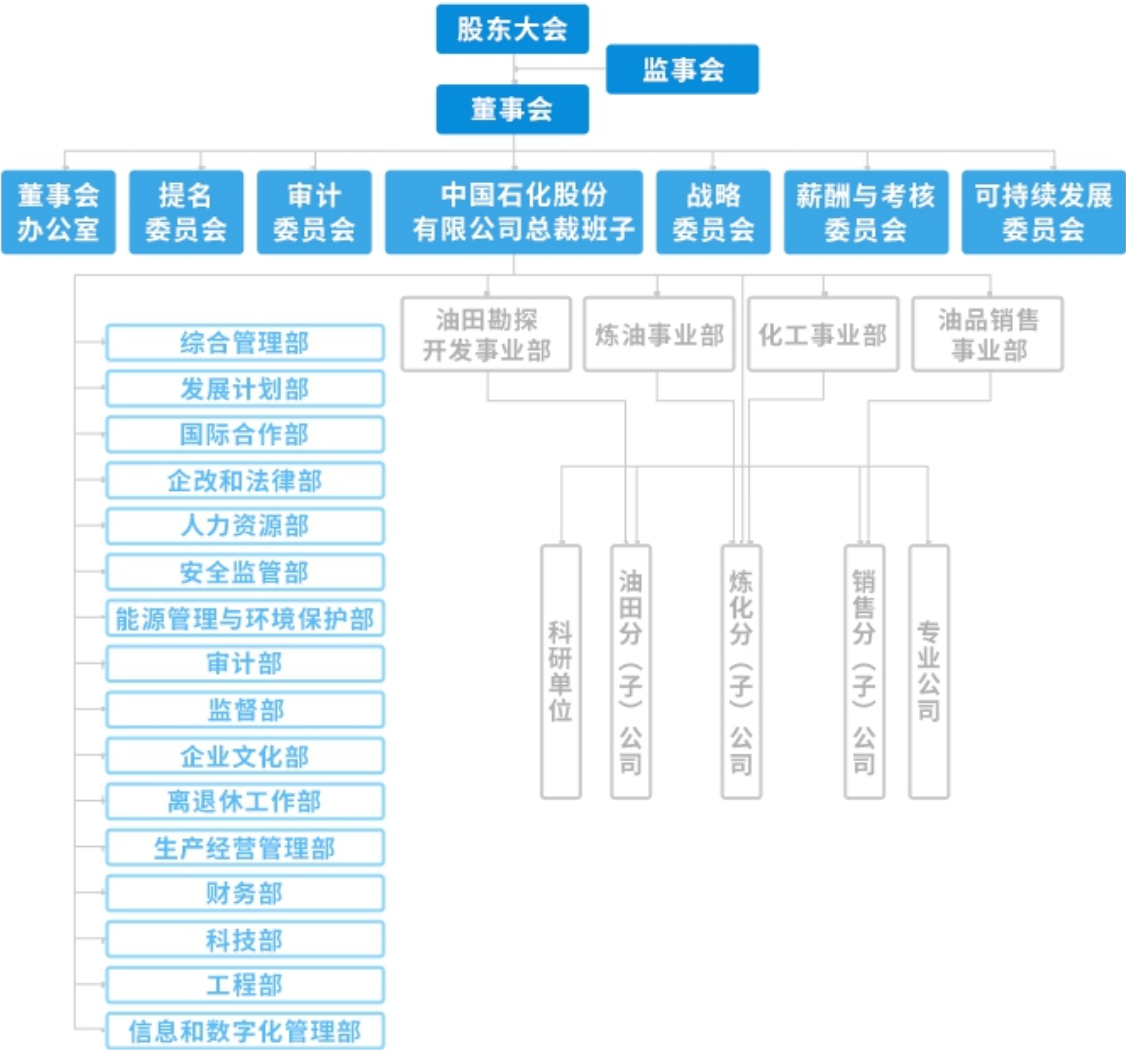 股东大会
监事会
董事会
董事会
办公室
提名
委员会
审计
委员会
中国石化股份
有限公司总裁班子
战略
委员会
薪酬与考核
委员会
可持续发展
委员会
油田勘探
开发事业部
炼油事业部
化工事业部
油品销售
事业部
综合管理部
发展计划部
国际合作部
企改和法律部
人力资源部
安全监管部
能源管理与环境保护部
审计部
监督部
企业文化部
离退休工作部
生产经营管理部
财务部
科技部
工程部
信息和数字化管理部
科研单位
油田分（子）公司
炼化分（子）公司
销售分（子）公司
专业公司